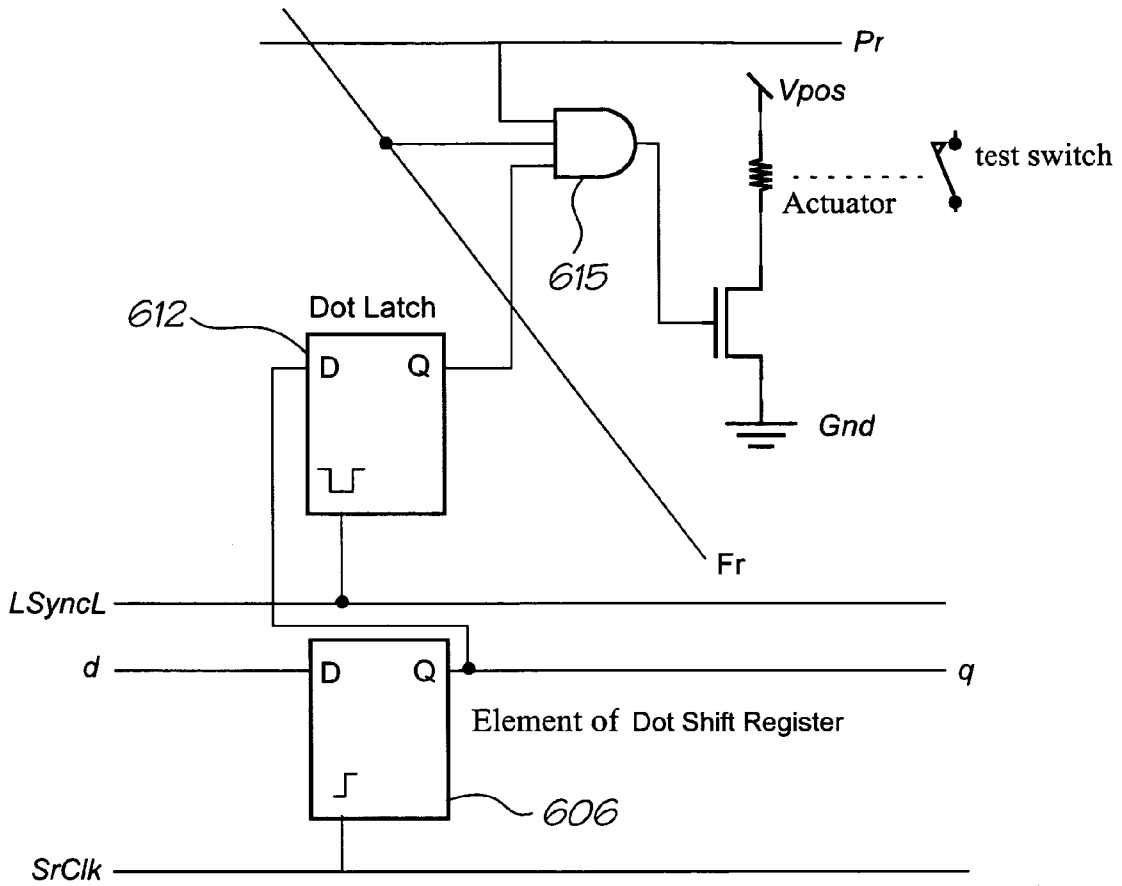 Pr
Vpos
test switch
Actuator
615
612
Dot Latch
D Q
Gnd
Fr
LSyncL
d
D Q
q
Element of Dot Shift Register
606
SrClk